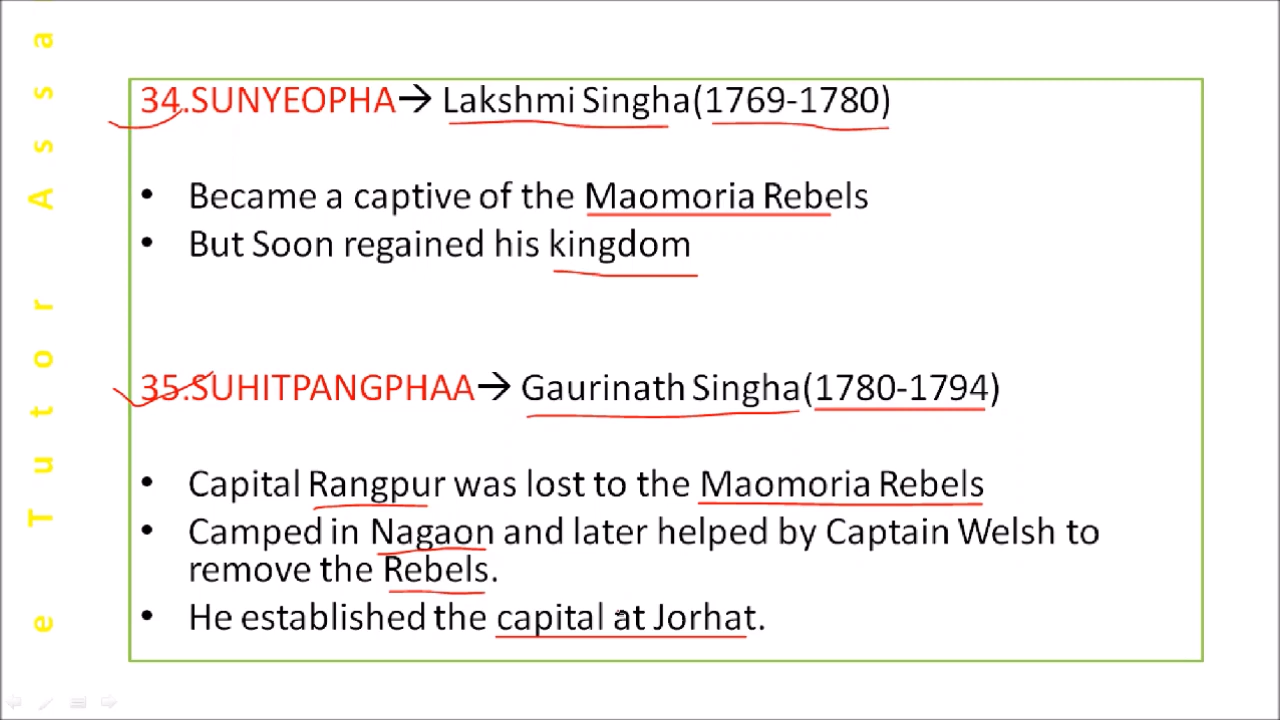 34.SUNYEOPHA→ Lakshmi Singha(1769-1780)
• Became a captive of the Maomoria Rebels
• But Soon regained his kingdom
35.SUHITPANGPHAA→ Gaurinath Singha(1780-1794)
• Capital Rangpur was lost to the Maomoria Rebels
• Camped in Nagaon and later helped by Captain Welsh to
remove the Rebels.
• He established the capital at Jorhat.
e Tutor Assa